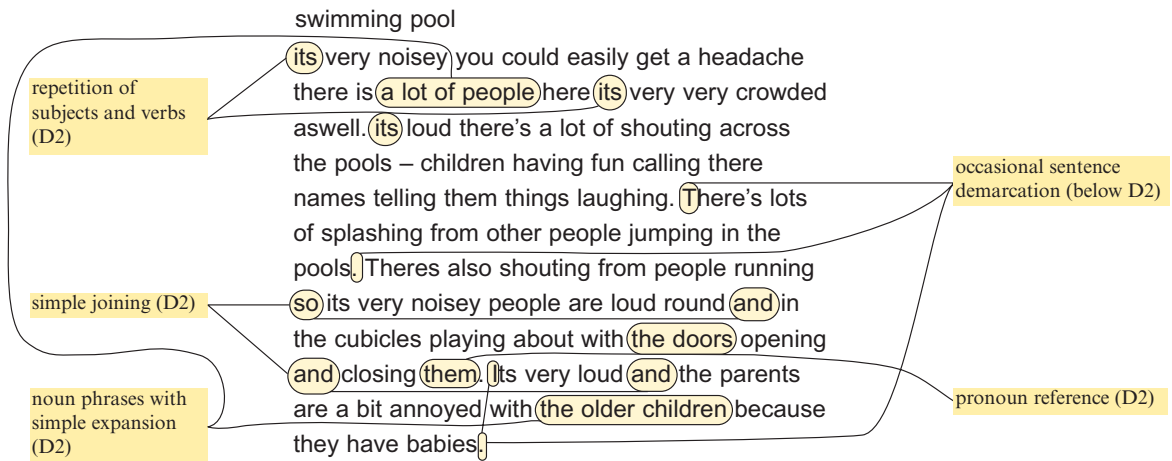 swimming pool
its very noisey you could easily get a headache
there is a lot of people here its very very crowded
aswell. its loud there's a lot of shouting across
the pools – children having fun calling there
names telling them things laughing. There's lots
of splashing from other people jumping in the
pools. Theres also shouting from people running
so its very noisey people are loud round and in
the cubicles playing about with the doors opening
and closing them. Its very loud and the parents
are a bit annoyed with the older children because
they have babies.
repetition of
subjects and verbs
(D2)
simple joining (D2)
noun phrases with
simple expansion
(D2)
occasional sentence
demarcation (below D2)
pronoun reference (D2)